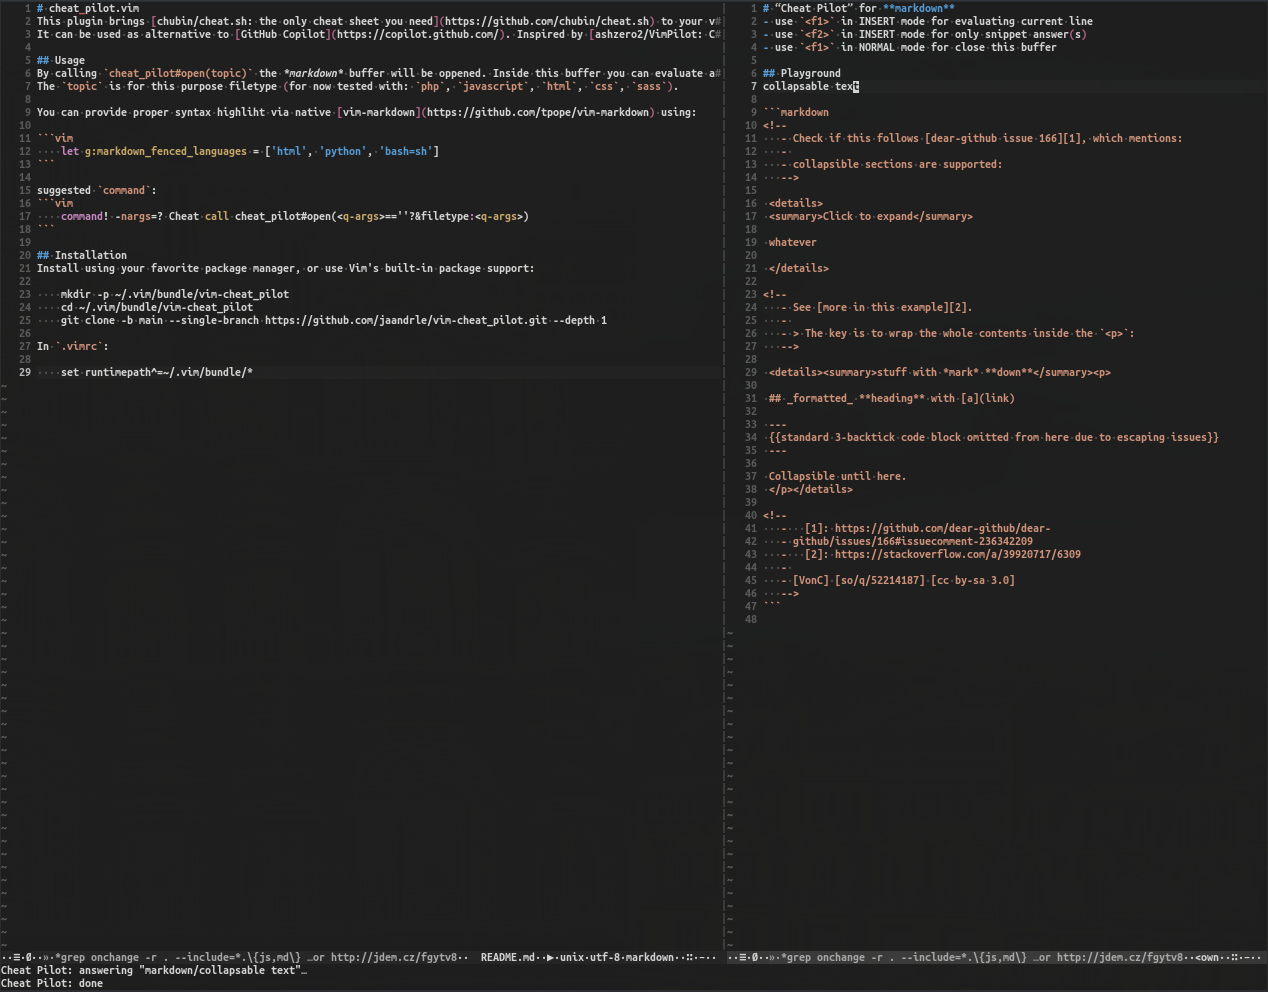 1 # cheat_pilot.vim
2 This plugin brings [chubin/cheat.sh: the only cheat sheet you need](https://github.com/chubin/cheat.sh) to your v#
3 It can be used as alternative to [GitHub Copilot](https://copilot.github.com/). Inspired by [ashzero2/VimPilot: C#
4
5 ## Usage
6 By calling `cheat_pilot#open(topic)` the *markdown* buffer will be oppened. Inside this buffer you can evaluate a#
7 The `topic` is for this purpose filetype (for now tested with: `php`, `javascript`, `html`, `css`, `sass`).
8
9 You can provide proper syntax highliht via native [vim-markdown](https://github.com/tpope/vim-markdown) using:
10
11 ```vim
12 ····let g:markdown_fenced_languages = ['html', 'python', 'bash=sh']
13 ```
14
15 suggested `command`:
16 ```vim
17 ····command! -nargs=? Cheat call cheat_pilot#open(<q-args>==''?&filetype:<q-args>)
18 ```
19
20 ## Installation
21 Install using your favorite package manager, or use Vim's built-in package support:
22
23 ····mkdir -p ~/.vim/bundle/vim-cheat_pilot
24 ····cd ~/.vim/bundle/vim-cheat_pilot
25 ····git clone -b main --single-branch https://github.com/jaandrle/vim-cheat_pilot.git --depth 1
26
27 In `.vimrc`:
28
29 ····set runtimepath^=~/.vim/bundle/*
1 # “Cheat Pilot” for **markdown**
2 - use `<f1>` in INSERT mode for evaluating current line
3 - use `<f2>` in INSERT mode for only snippet answer(s)
4 - use `<f1>` in NORMAL mode for close this buffer
5
6 ## Playground
7 collapsable text
8
9 ```markdown
10 <!--
11 ···- Check if this follows [dear-github issue 166][1], which mentions:
12 ···-
13 ···- collapsible sections are supported:
14 ···-->
15
16 ·<details>
17 ·<summary>Click to expand</summary>
18
19 ·whatever
20
21 ·</details>
22
23 <!--
24 ···- See [more in this example][2].
25 ···-
26 ···- > The key is to wrap the whole contents inside the `<p>`:
27 ···-->
28
29 ·<details><summary>stuff with *mark* **down**</summary><p>
30
31 ·## _formatted_ **heading** with [a](link)
32
33 ·---
34 ·{{standard 3-backtick code block omitted from here due to escaping issues}}
35 ·---
36
37 ·Collapsible until here.
38 ·</p></details>
39
40 <!--
41 ···-···[1]: https://github.com/dear-github/dear-
42 ···- github/issues/166#issuecomment-236342209
43 ···-···[2]: https://stackoverflow.com/a/39920717/6309
44 ···-
45 ···- [VonC] [so/q/52214187] [cc by-sa 3.0]
46 ···-->
47 ```
48
··≡·Ø··»·*grep onchange -r . --include=*.\{js,md\} …or http://jdem.cz/fgytv8·· README.md··▶·unix·utf-8·markdown··::·-··
··≡·Ø··»·*grep onchange -r . --include=*.\{js,md\} …or http://jdem.cz/fgytv8··<own··::·-··
Cheat Pilot: answering "markdown/collapsable text"…
Cheat Pilot: done